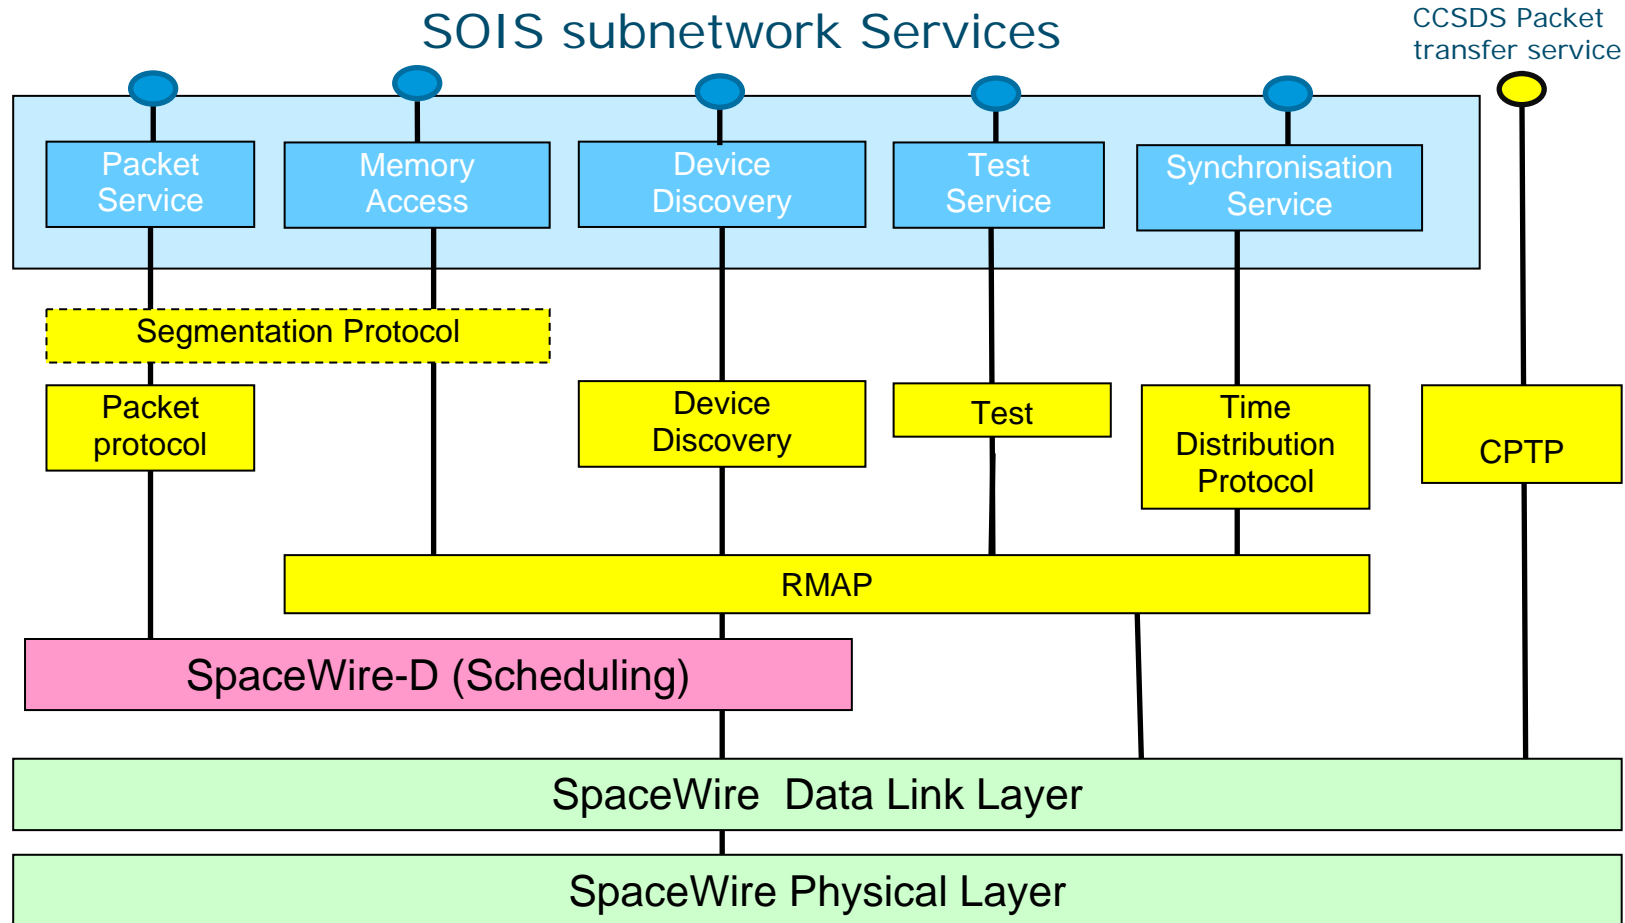 SOIS subnetwork Services
CCSDS Packet
transfer service
Packet
Service
Memory
Access
Device
Discovery
Test
Service
Synchronisation
Service
Segmentation Protocol
Packet
protocol
Device
Discovery
Test
Time
Distribution
Protocol
CPTP
RMAP
SpaceWire-D (Scheduling)
SpaceWire  Data Link Layer
SpaceWire Physical Layer